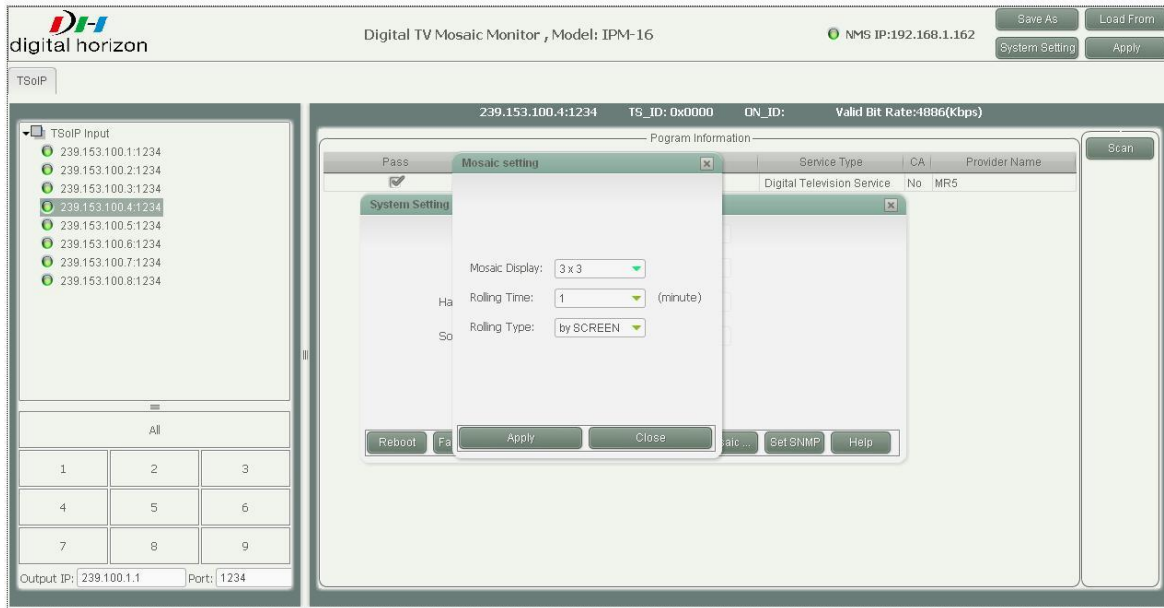 DH
digital horizon
Digital TV Mosaic Monitor , Model: IPM-16
NMS IP:192.168.1.162
Save As
Load From
System Setting
Apply
TSoIP
TSoIP Input
239.153.100.1:1234
239.153.100.2:1234
239.153.100.3:1234
239.153.100.4:1234
239.153.100.5:1234
239.153.100.6:1234
239.153.100.7:1234
239.153.100.8:1234
All
1 2 3
4 5 6
7 8 9
Output IP: 239.100.1.1 Port: 1234
239.153.100.4:1234 TS_ID: 0x0000 ON_ID: Valid Bit Rate:4886(Kbps)
Pogram Information
Scan
Pass Service Type CA Provider Name
Digital Television Service No MR5
System Setting
Ha
So
Reboot Fa saic ... Set SNMP Help
Mosaic setting
Mosaic Display: 3 x 3
Rolling Time: 1 (minute)
Rolling Type: by SCREEN
Apply Close